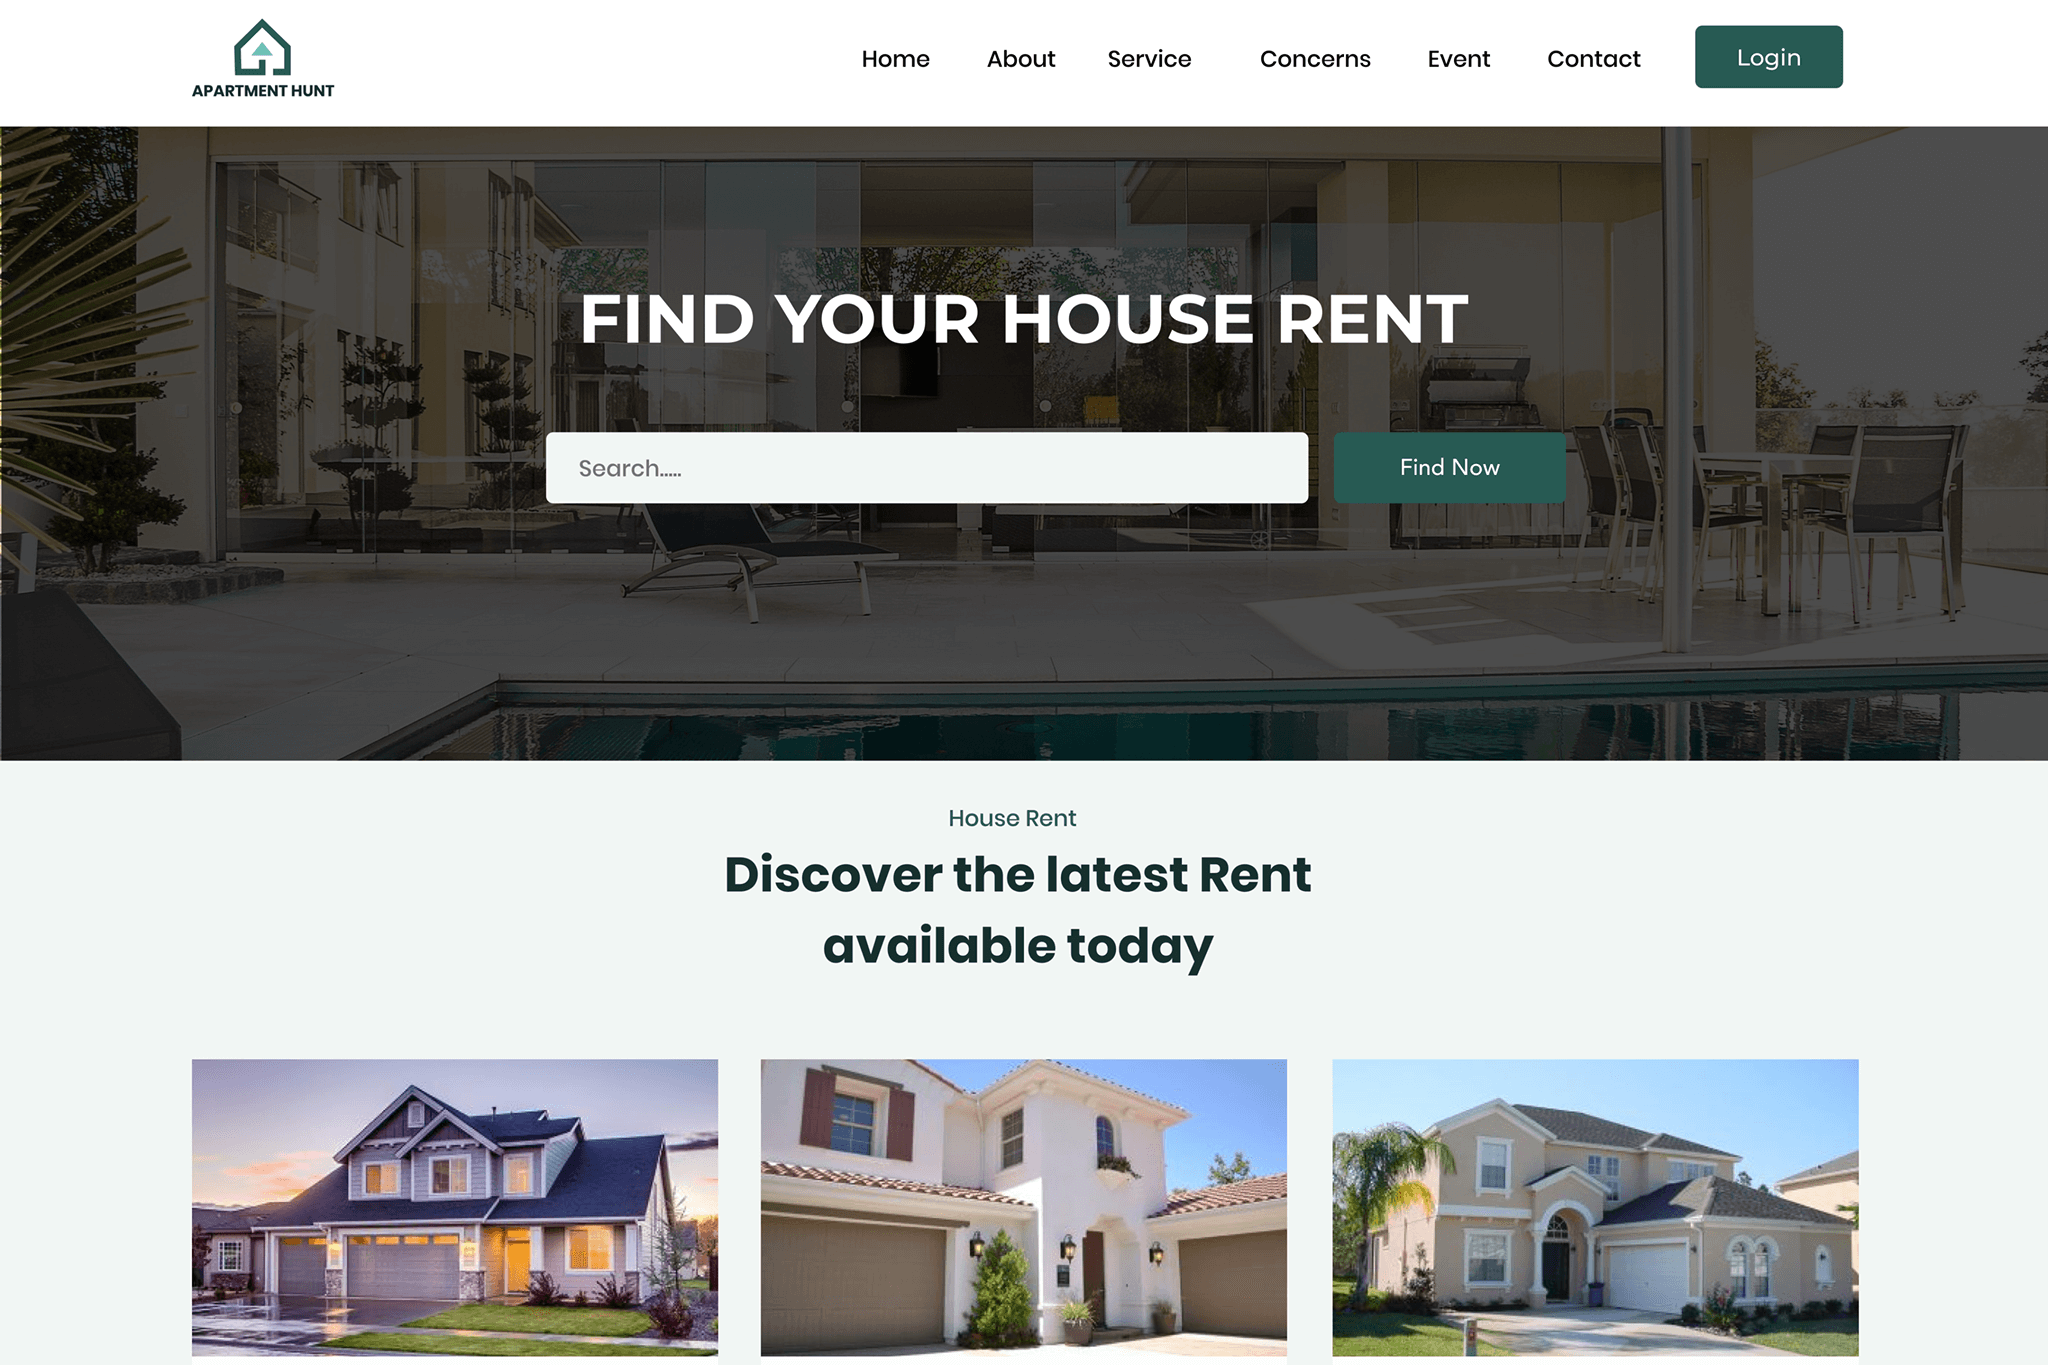 APARTMENT HUNT
Home About Service Concerns Event Contact Login
FIND YOUR HOUSE RENT
Search.....
Find Now
House Rent
Discover the latest Rent
available today